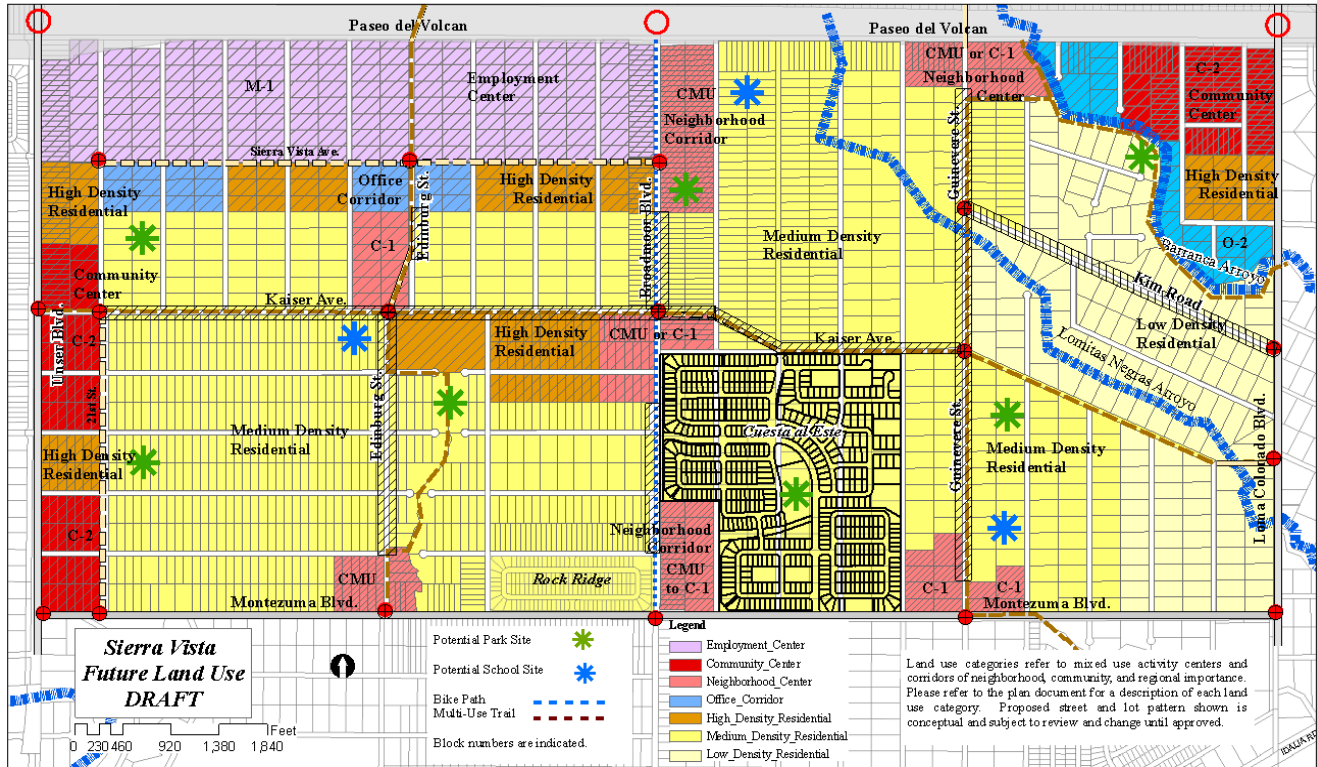 Paseo del Volcan
Paseo del Volcan
M-1
Employment
Center
CMU
Neighborhood
Corridor
CMU or C-1
Neighborhood
Center
C-2
Community
Center
Sierra Vista Ave.
High Density
Residential
Office
Corridor
Edinburg St.
High Density
Residential
Broadmoor Blvd.
Guinevere St.
High Density
Residential
C-1
Medium Density
Residential
O-2
Barranca Arroyo
Community
Center
Kaiser Ave.
Kim Road
Unser Blvd.
C-2
High Density
Residential
CMU or C-1
Kaiser Ave.
Low Density
Residential
Lomitas Negras Arroyo
21st St.
Edinburg St.
Medium Density
Residential
Cuesta al Este
Guinevere St.
Medium Density
Residential
Loma Colorado Blvd.
High Density
Residential
C-2
Neighborhood
Corridor
CMU
to C-1
CMU
Rock Ridge
C-1
C-1
Montezuma Blvd.
Montezuma Blvd.
Sierra Vista
Future Land Use
DRAFT
0 230 460 920 1,380 1,840
Feet
Potential Park Site
Potential School Site
Bike Path
Multi-Use Trail
Block numbers are indicated.
Legend
Employment_Center
Community_Center
Neighborhood_Center
Office_Corridor
High_Density_Residential
Medium_Density_Residential
Low_Density_Residential
Land use categories refer to mixed use activity centers and
corridors of neighborhood, community, and regional importance.
Please refer to the plan document for a description of each land
use category. Proposed street and lot pattern shown is
conceptual and subject to review and change until approved.
IDALIA RD